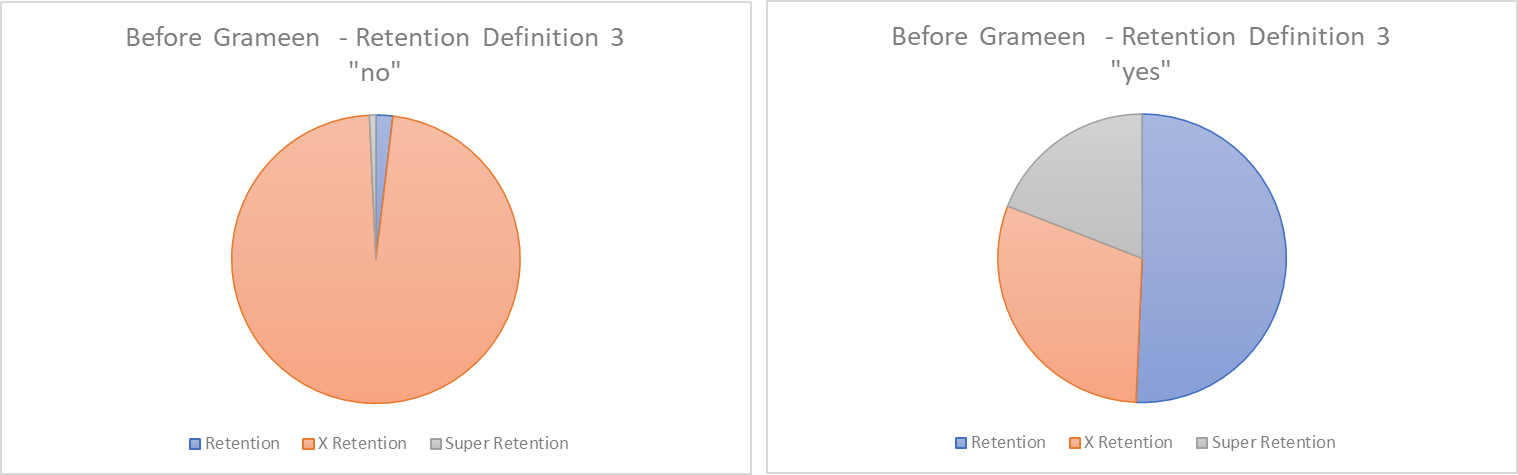 Before Grameen - Retention Definition 3
"no"
Retention X Retention Super Retention
Before Grameen - Retention Definition 3
"yes"
Retention X Retention Super Retention